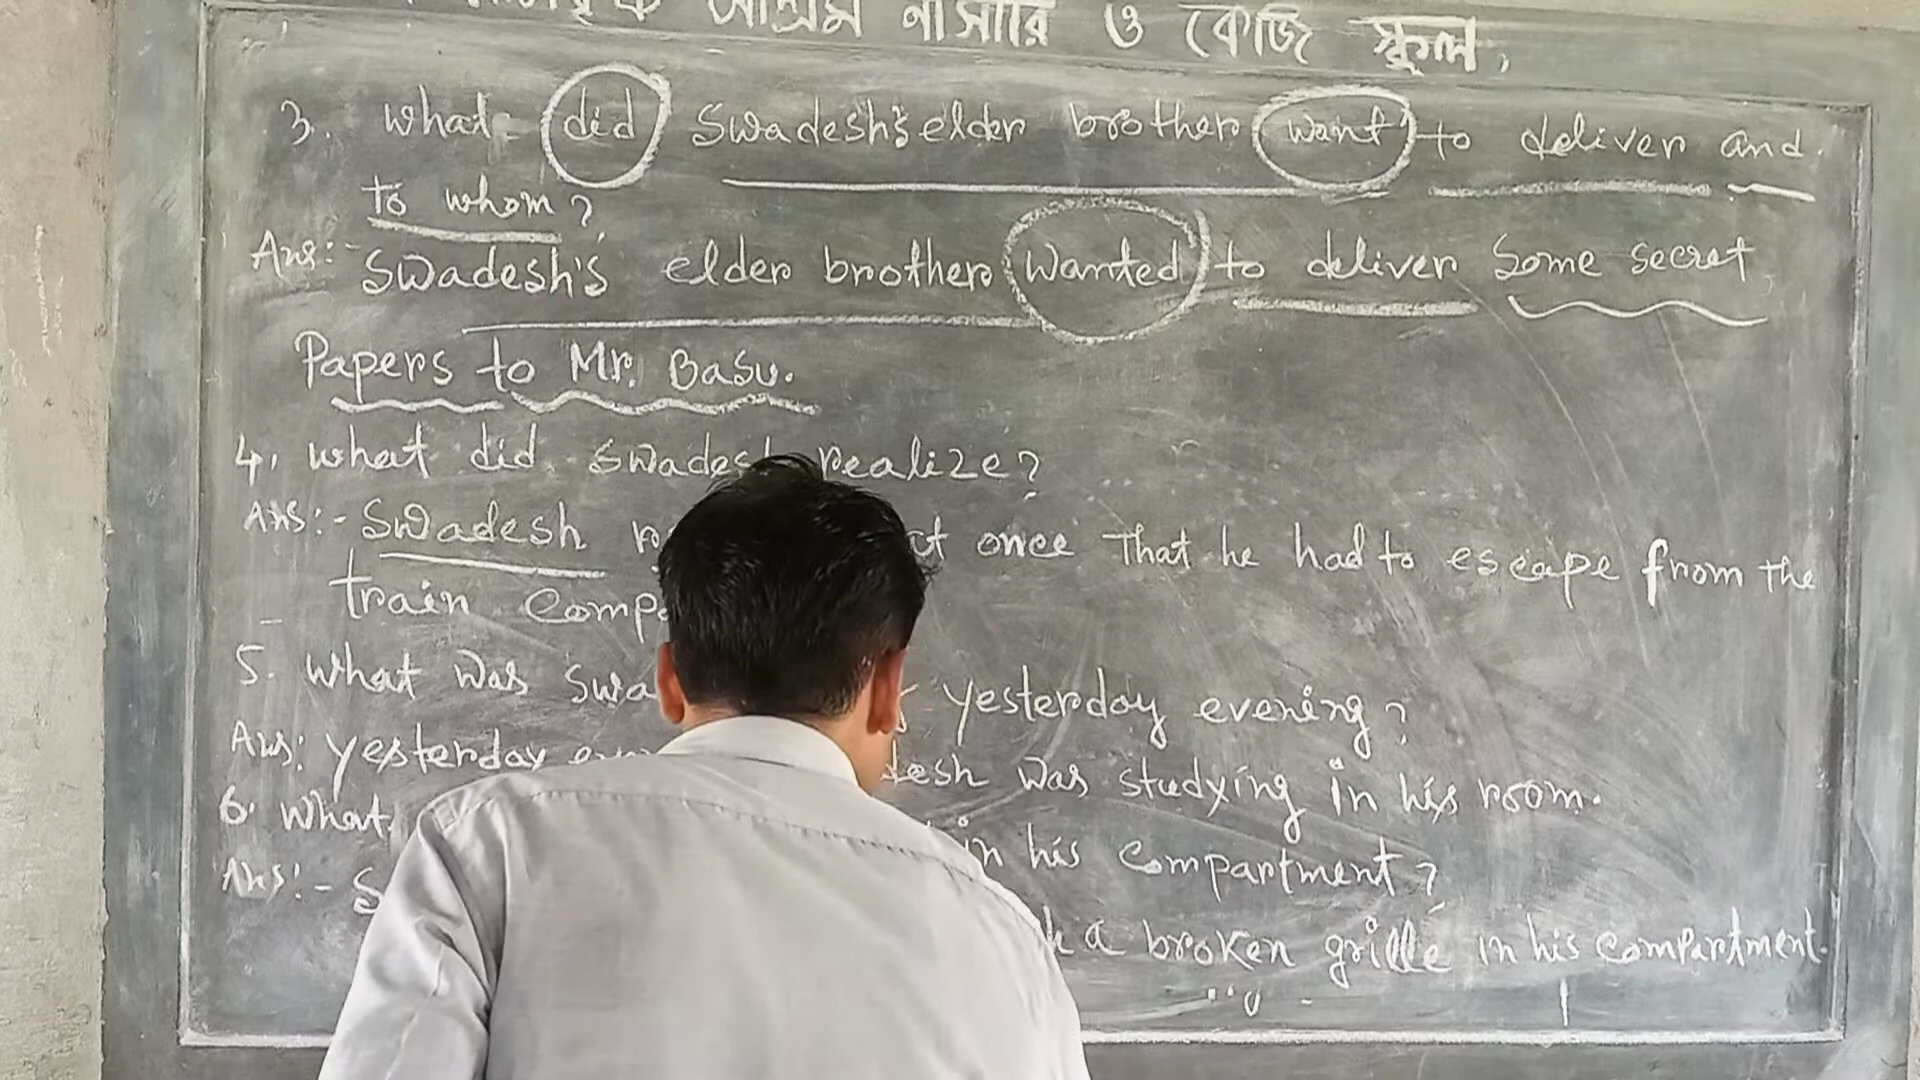 আশ্রম নার্সারি ও কেজি স্কুল,
3. What did Swadesh's elder brother want to deliver and
to whom?
Ans:- Swadesh's elder brother wanted to deliver Some secret
Papers to Mr. Basu.
4. What did Swadesh realize?
Ans:- Swadesh at once that he had to escape from the
train
5. What was yesterday evening?
Ans: yesterday was studying in his room.
6. What in his compartment?
Ans:- a broken grille in his compartment.